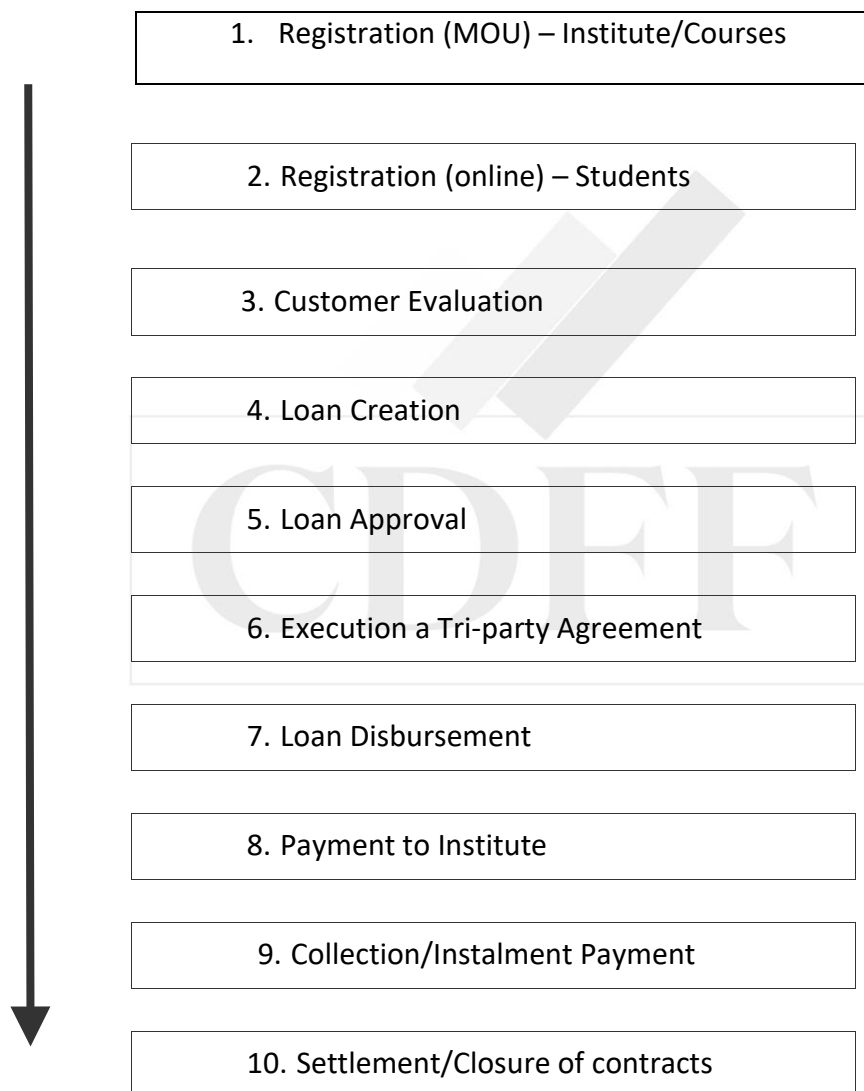 1. Registration (MOU) – Institute/Courses
2. Registration (online) – Students
3. Customer Evaluation
4. Loan Creation
5. Loan Approval
CDFF
6. Execution a Tri-party Agreement
7. Loan Disbursement
8. Payment to Institute
9. Collection/Instalment Payment
10. Settlement/Closure of contracts